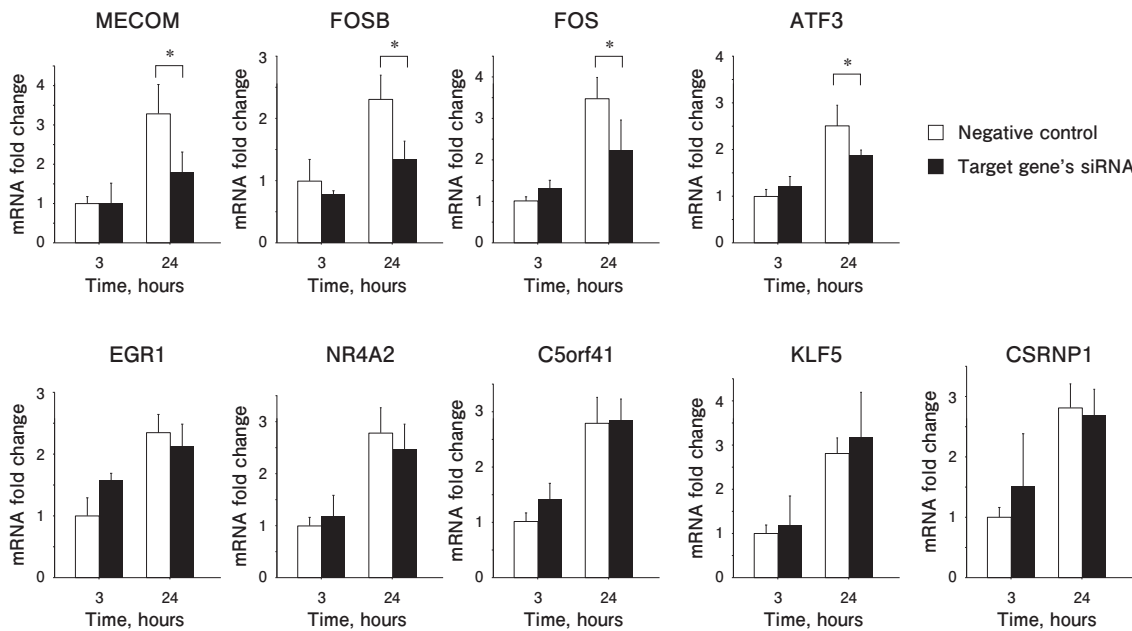 MECOM
mRNA fold change
4
3
2
1
0
*
3
24
Time, hours
FOSB
mRNA fold change
3
2
1
0
*
3
24
Time, hours
FOS
mRNA fold change
4
3
2
1
0
*
3
24
Time, hours
ATF3
mRNA fold change
4
3
2
1
0
*
3
24
Time, hours
Negative control
Target gene's siRNA
EGR1
mRNA fold change
3
2
1
0
3
24
Time, hours
NR4A2
mRNA fold change
3
2
1
0
3
24
Time, hours
C5orf41
mRNA fold change
3
2
1
0
3
24
Time, hours
KLF5
mRNA fold change
4
3
2
1
0
3
24
Time, hours
CSRNP1
mRNA fold change
3
2
1
0
3
24
Time, hours